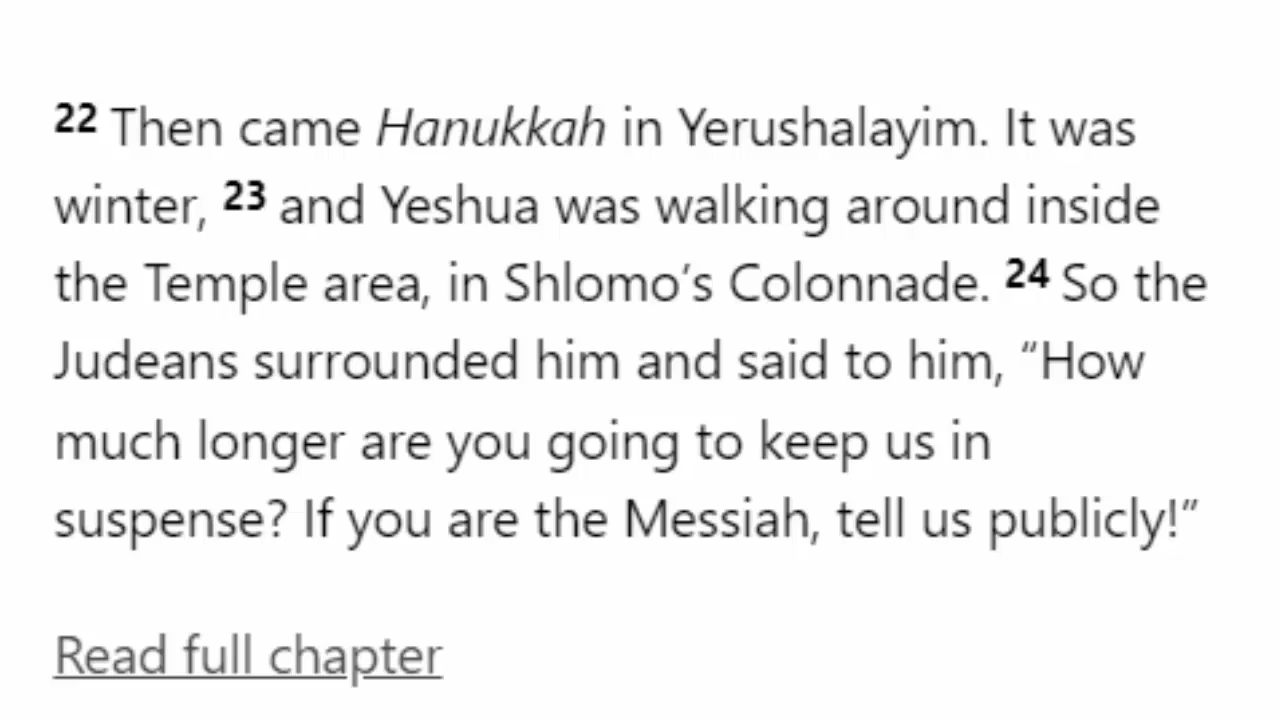 22 Then came Hanukkah in Yerushalayim. It was
winter, 23 and Yeshua was walking around inside
the Temple area, in Shlomo’s Colonnade. 24 So the
Judeans surrounded him and said to him, “How
much longer are you going to keep us in
suspense? If you are the Messiah, tell us publicly!”
Read full chapter